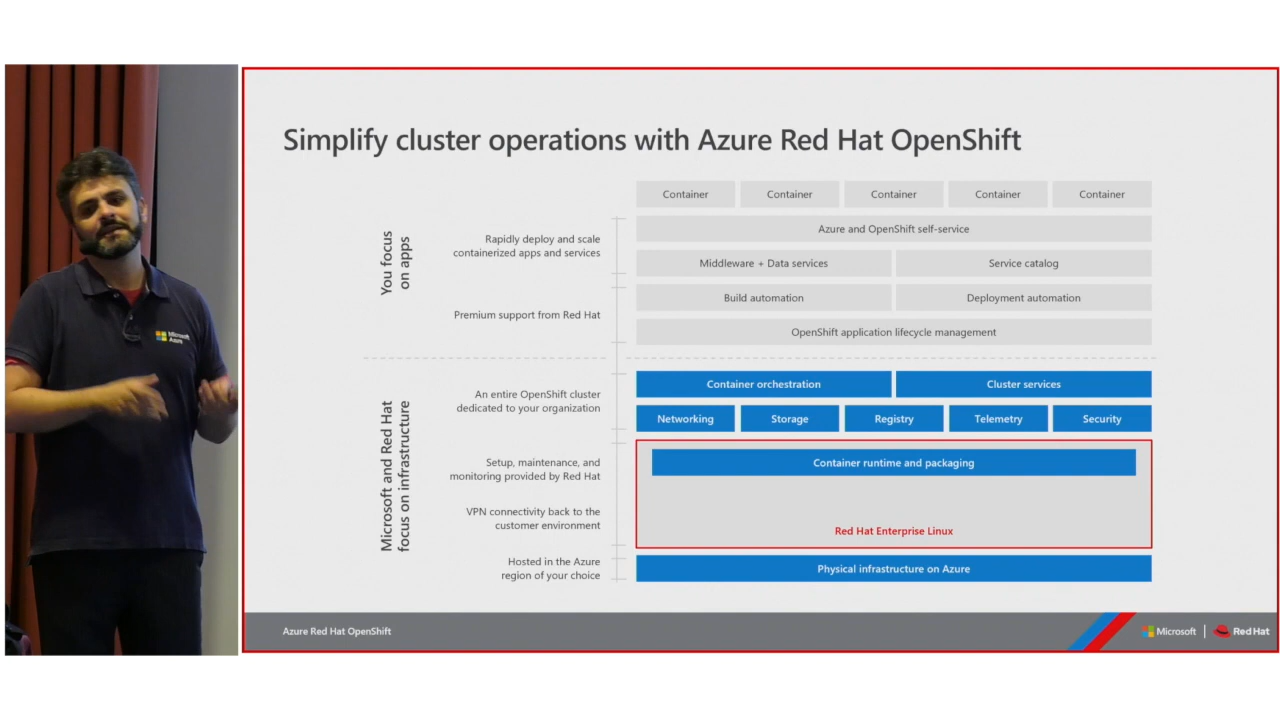 Microsoft
Azure
Simplify cluster operations with Azure Red Hat OpenShift
You focus
on apps
Rapidly deploy and scale
containerized apps and services
Premium support from Red Hat
Container
Container
Container
Container
Container
Azure and OpenShift self-service
Middleware + Data services
Service catalog
Build automation
Deployment automation
OpenShift application lifecycle management
Microsoft and Red Hat
focus on infrastructure
An entire OpenShift cluster
dedicated to your organization
Setup, maintenance, and
monitoring provided by Red Hat
VPN connectivity back to the
customer environment
Hosted in the Azure
region of your choice
Container orchestration
Cluster services
Networking
Storage
Registry
Telemetry
Security
Container runtime and packaging
Red Hat Enterprise Linux
Physical infrastructure on Azure
Azure Red Hat OpenShift
Microsoft
Red Hat